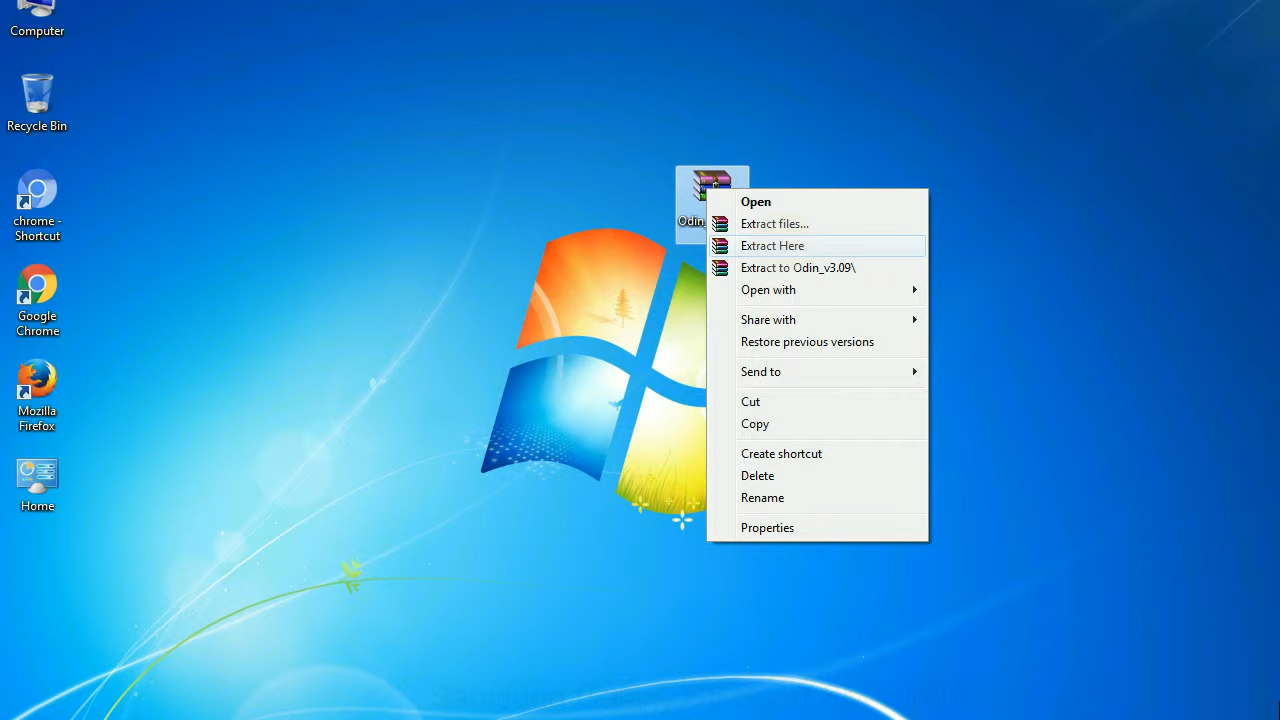 Computer
Recycle Bin
chrome -
Shortcut
Google
Chrome
Mozilla
Firefox
Home
Open
Extract files...
Extract Here
Extract to Odin_v3.09\
Open with
Share with
Restore previous versions
Send to
Cut
Copy
Create shortcut
Delete
Rename
Properties